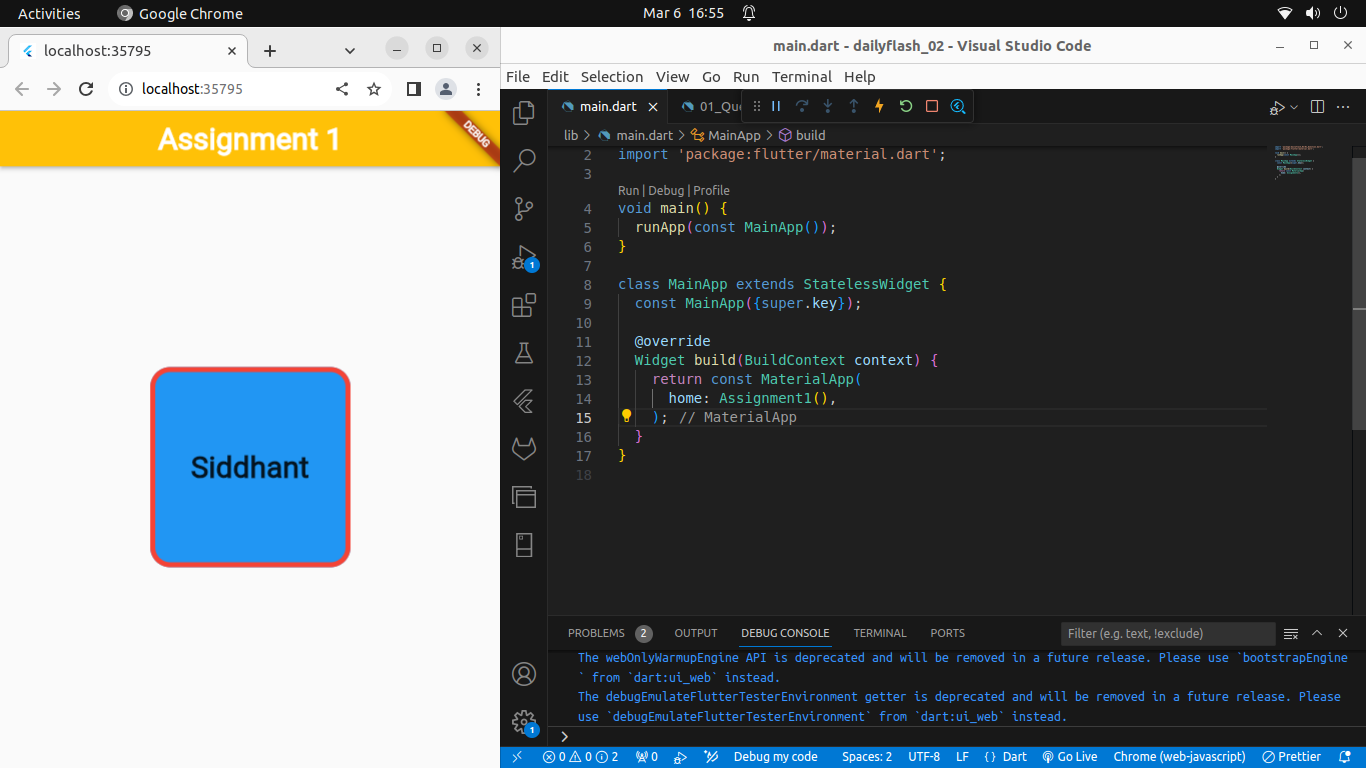 Activities
Google Chrome
Mar 6 16:55
localhost:35795
localhost:35795
Assignment 1
DEBUG
Siddhant
main.dart - dailyflash_02 - Visual Studio Code
File Edit Selection View Go Run Terminal Help
main.dart
01_Que
lib > main.dart > MainApp > build
2 import 'package:flutter/material.dart';
3
Run | Debug | Profile
4 void main() {
5 runApp(const MainApp());
6 }
7
8 class MainApp extends StatelessWidget {
9 const MainApp({super.key});
10
11 @override
12 Widget build(BuildContext context) {
13 return const MaterialApp(
14 home: Assignment1(),
15 ); // MaterialApp
16 }
17 }
18
1
1
PROBLEMS 2 OUTPUT DEBUG CONSOLE TERMINAL PORTS
Filter (e.g. text, !exclude)
The webOnlyWarmupEngine API is deprecated and will be removed in a future release. Please use `bootstrapEngine
` from `dart:ui_web` instead.
The debugEmulateFlutterTesterEnvironment getter is deprecated and will be removed in a future release. Please
use `debugEmulateFlutterTesterEnvironment` from `dart:ui_web` instead.
>
0 0 2 0 Debug my code Spaces: 2 UTF-8 LF {} Dart Go Live Chrome (web-javascript) Prettier